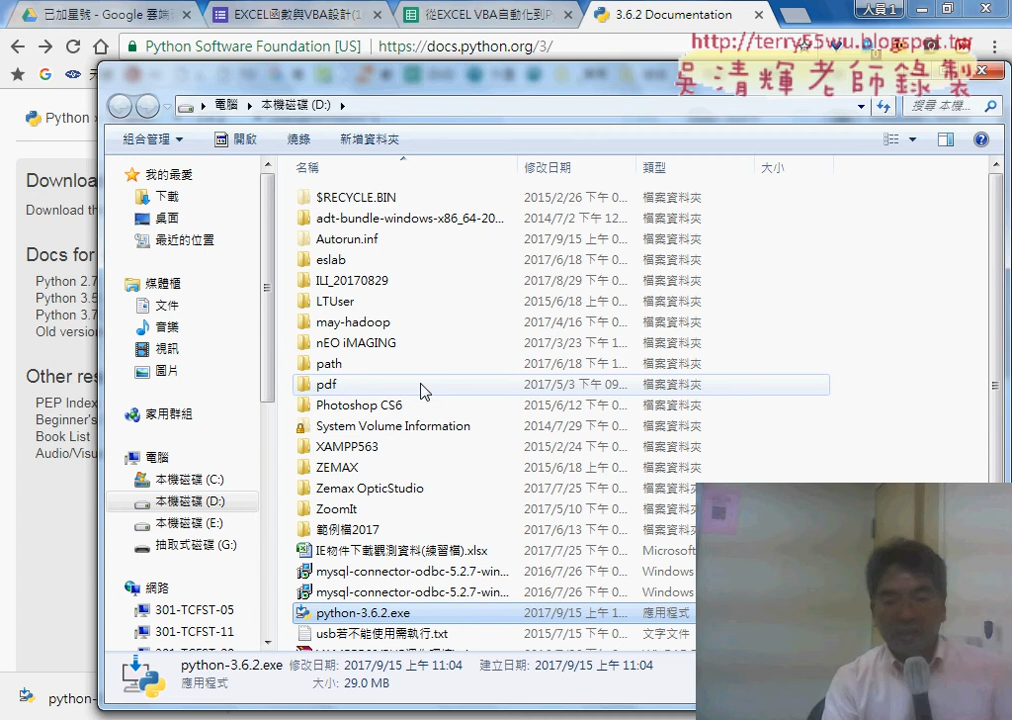 已加星號 - Google 雲端
EXCEL函數與VBA設計(1
從EXCEL VBA自動化到P
3.6.2 Documentation
人員 1
Python Software Foundation [US]
https://docs.python.org/3/
http://terry55wu.blogspot.tw
吳清輝老師錄製
電腦
本機磁碟 (D:)
搜尋 本機...
組合管理
開啟
燒錄
新增資料夾
名稱
修改日期
類型
大小
Python
Downloa
Download th
Docs for
Python 2.7
Python 3.5
Python 3.7
Old version
Other res
PEP Index
Beginner's
Book List
Audio/Visu
python-
我的最愛
下載
桌面
最近的位置
媒體櫃
文件
音樂
視訊
圖片
家用群組
電腦
本機磁碟 (C:)
本機磁碟 (D:)
本機磁碟 (E:)
抽取式磁碟 (G:)
網路
301-TCFST-05
301-TCFST-11
$RECYCLE.BIN 2015/2/26 下午 0... 檔案資料夾
adt-bundle-windows-x86_64-20... 2014/7/2 下午 12... 檔案資料夾
Autorun.inf 2017/9/15 上午 0... 檔案資料夾
eslab 2017/6/18 下午 0... 檔案資料夾
ILI_20170829 2017/8/29 下午 0... 檔案資料夾
LTUser 2015/6/18 上午 0... 檔案資料夾
may-hadoop 2017/4/16 下午 0... 檔案資料夾
nEO iMAGING 2017/3/23 下午 1... 檔案資料夾
path 2017/6/18 下午 1... 檔案資料夾
pdf 2017/5/3 下午 09... 檔案資料夾
Photoshop CS6 2015/6/12 下午 0... 檔案資料夾
System Volume Information 2014/7/29 下午 0... 檔案資料夾
XAMPP563 2015/2/24 下午 0... 檔案資料夾
ZEMAX 2015/6/18 下午 0... 檔案資料夾
Zemax OpticStudio 2017/7/25 下午 0... 檔案資料夾
ZoomIt 2017/5/10 下午 0... 檔案資料夾
範例檔2017 2017/6/13 下午 0... 檔案資料夾
IE物件下載觀測資料(練習檔).xlsx 2017/7/25 下午 0... Microsoft
mysql-connector-odbc-5.2.7-win... 2016/7/26 下午 0... Windows
mysql-connector-odbc-5.2.7-win... 2016/7/26 下午 0... Windows
python-3.6.2.exe 2017/9/15 上午 1... 應用程式
usb若不能使用需執行.txt 2015/7/15 下午 0... 文字文件
python-3.6.2.exe 修改日期: 2017/9/15 上午 11:04 建立日期: 2017/9/15 上午 11:04
應用程式 大小: 29.0 MB